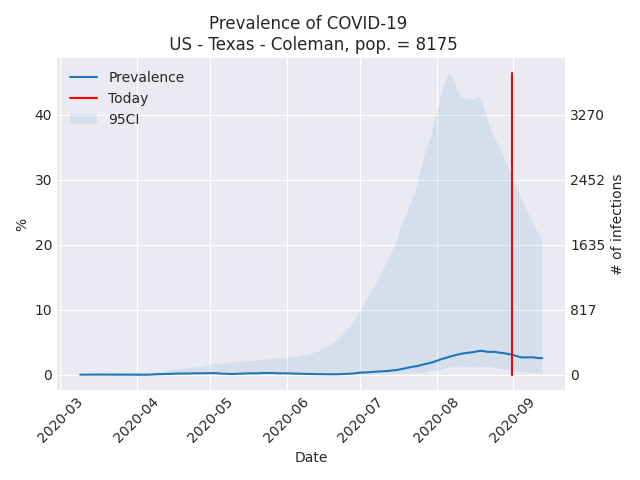 Prevalence of COVID-19
US - Texas - Coleman, pop. = 8175
Prevalence
Today
95CI
%
40
30
20
10
0
3270
2452
1635
817
0
# of infections
2020-03
2020-04
2020-05
2020-06
2020-07
2020-08
2020-09
Date